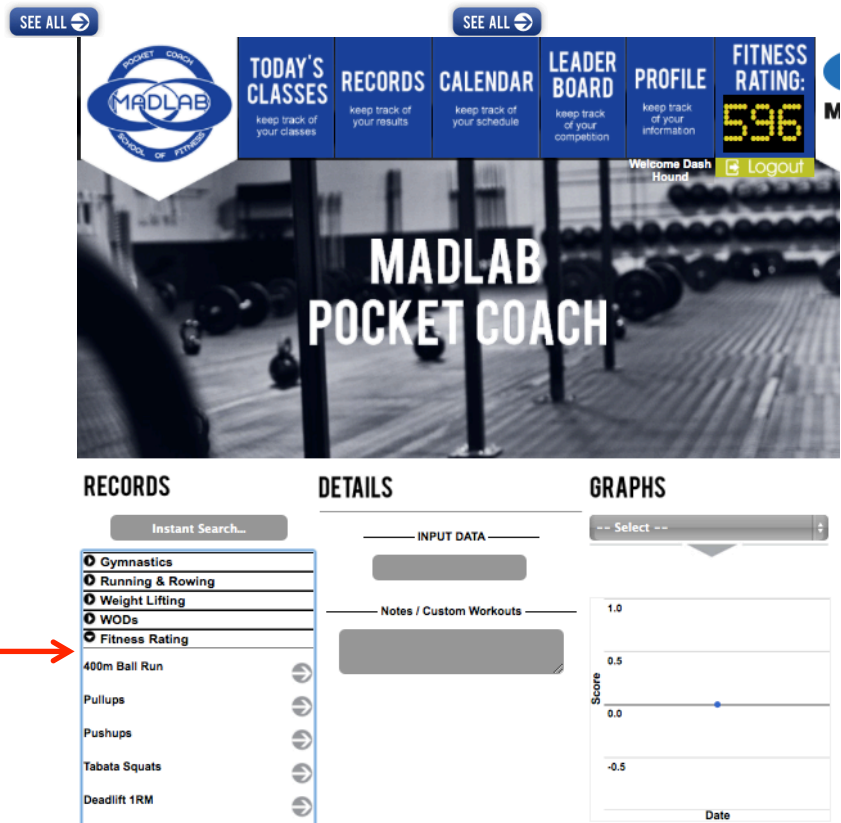 SEE ALL
SEE ALL
POCKET COACH
MADLAB
SCHOOL OF FITNESS
TODAY'S
CLASSES
keep track of
your classes
RECORDS
keep track of
your results
CALENDAR
keep track of
your schedule
LEADER
BOARD
keep track
of your
competition
PROFILE
keep track
of your
information
FITNESS
RATING:
596
M
Welcome Dash
Hound
Logout
MADLAB
POCKET COACH
RECORDS
Instant Search...
Gymnastics
Running & Rowing
Weight Lifting
WODs
Fitness Rating
400m Ball Run
Pullups
Pushups
Tabata Squats
Deadlift 1RM
DETAILS
INPUT DATA
Notes / Custom Workouts
GRAPHS
-- Select --
1.0
0.5
0.0
-0.5
Score
Date